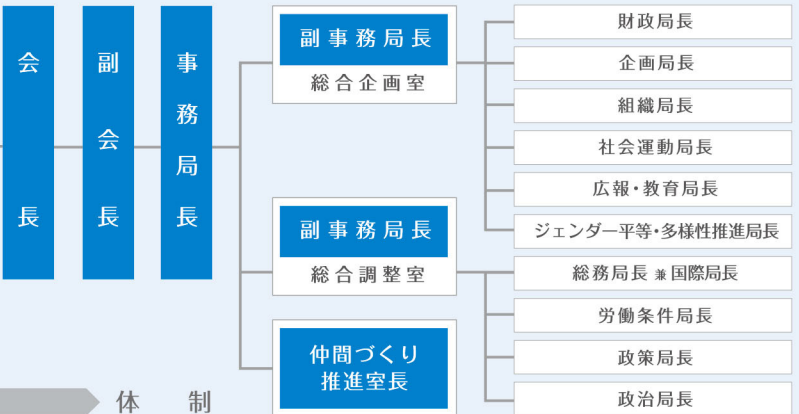 会長
副会長
事務局長
副事務局長
総合企画室
財政局長
企画局長
組織局長
社会運動局長
広報・教育局長
ジェンダー平等・多様性推進局長
副事務局長
総合調整室
総務局長 兼 国際局長
労働条件局長
政策局長
政治局長
仲間づくり
推進室長
体制